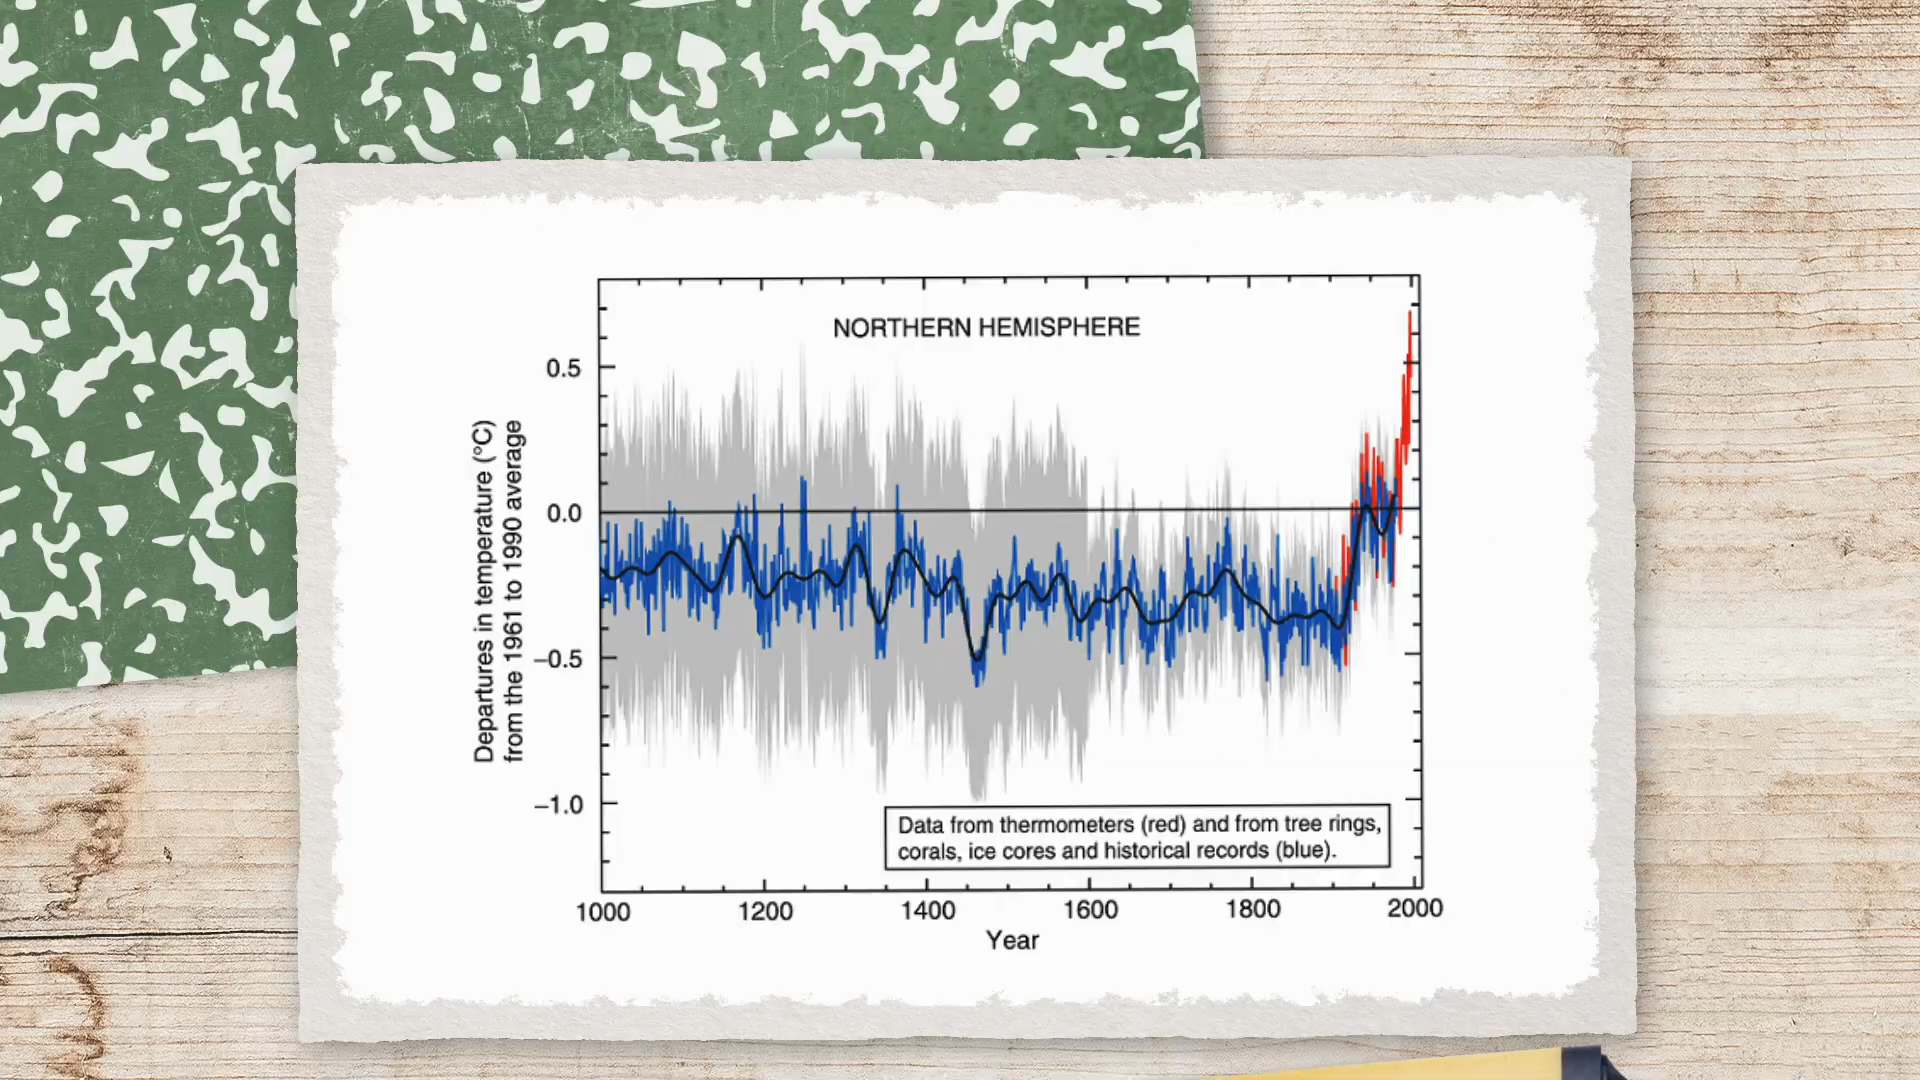 NORTHERN HEMISPHERE
Departures in temperature (°C)
from the 1961 to 1990 average
0.5
0.0
−0.5
−1.0
Data from thermometers (red) and from tree rings,
corals, ice cores and historical records (blue).
1000 1200 1400 1600 1800 2000
Year